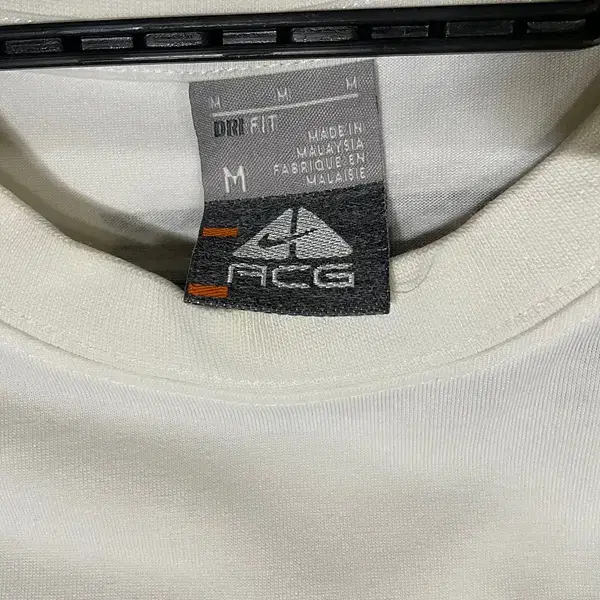 M M M
DRI FIT
MADE IN
MALAYSIA
FABRIQUE EN
MALAISIE
M
ACG